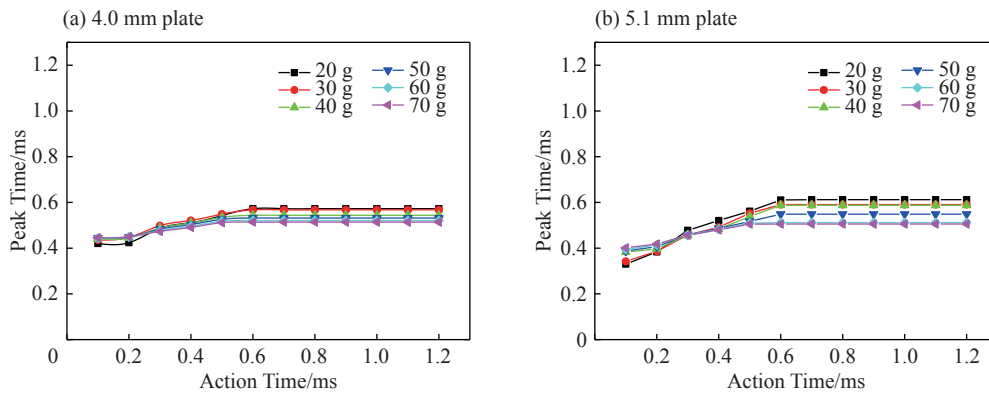 (a) 4.0 mm plate
1.2
1.0
0.8
0.6
0.4
0.2
0
Peak Time/ms
20 g
30 g
40 g
50 g
60 g
70 g
0 0.2 0.4 0.6 0.8 1.0 1.2
Action Time/ms
(b) 5.1 mm plate
1.2
1.0
0.8
0.6
0.4
0.2
0
Peak Time/ms
20 g
30 g
40 g
50 g
60 g
70 g
0.2 0.4 0.6 0.8 1.0 1.2
Action Time/ms